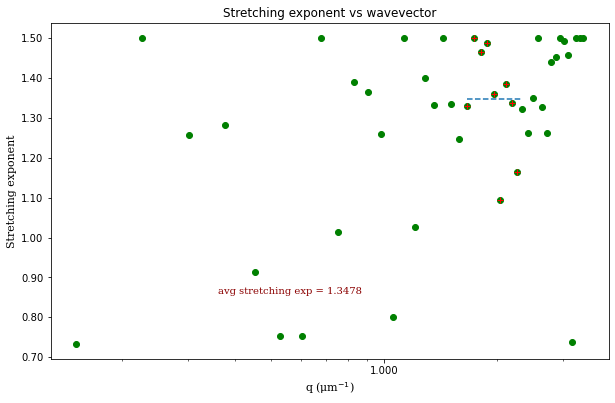 Stretching exponent vs wavevector
1.50
1.40
1.30
1.20
1.10
1.00
0.90
0.80
0.70
Stretching exponent
avg stretching exp = 1.3478
1.000
q (μm⁻¹)